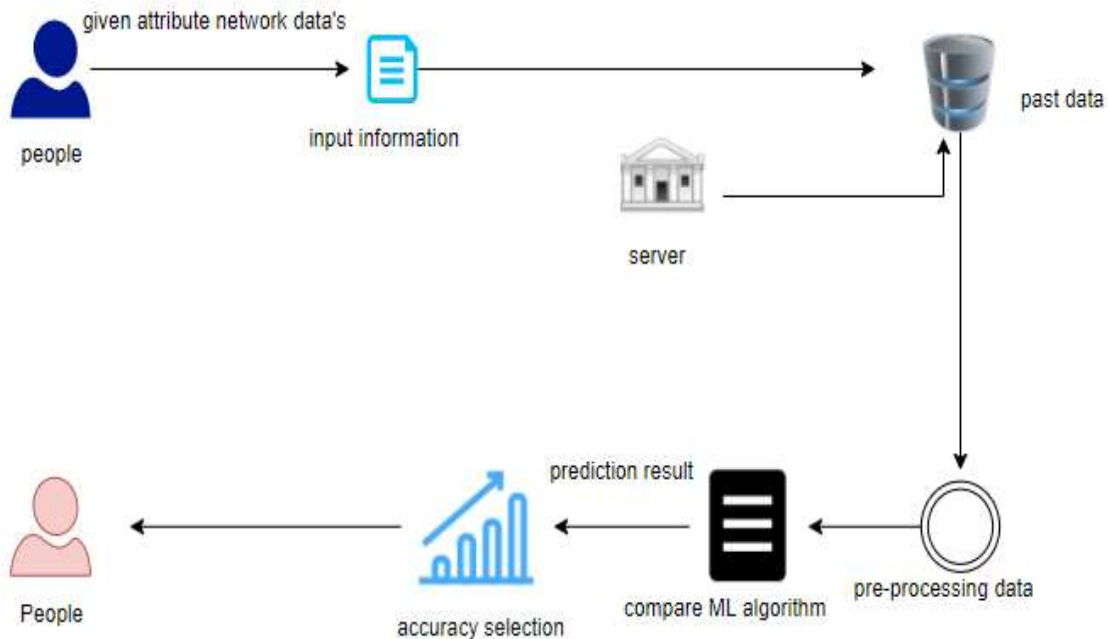 given attribute network data's
people
input information
past data
server
prediction result
People
accuracy selection
compare ML algorithm
pre-processing data